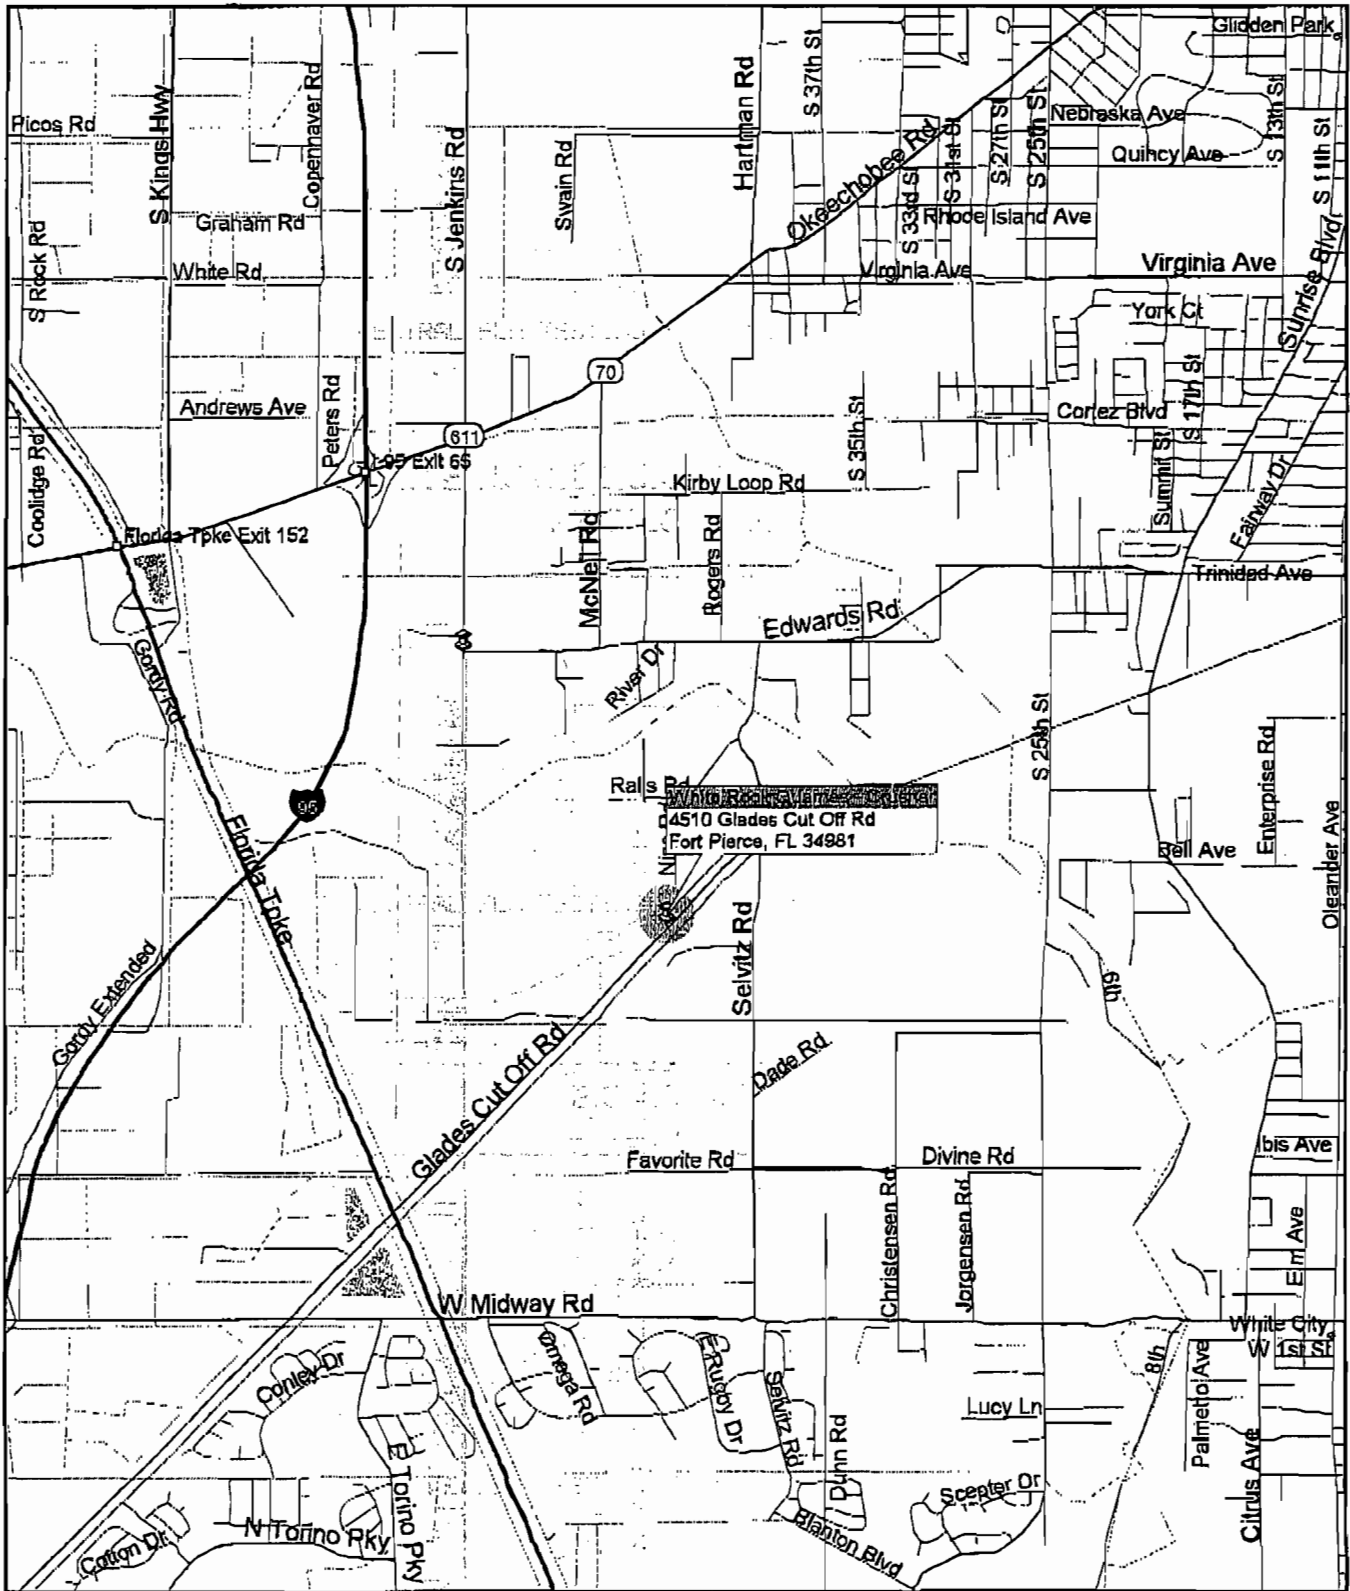 Glidden Park
Picos Rd
S Kings Hwy
Copennaver Rd
S Jenkins Rd
Swain Rd
Hartman Rd
S 37th St
Okeechobee Rd
S 33rd St
S 31st St
S 27th St
S 25th St
Nebraska Ave
Quincy Ave
S 13th St
S 11th St
S Rock Rd
Graham Rd
Rhode Island Ave
White Rd
Virginia Ave
Virginia Ave
Sunrise Blvd
York Ct
70
Andrews Ave
Peters Rd
611
S 35th St
Cortez Blvd
S 17th St
Summit St
Fairway Dr
Coolidge Rd
I-95 Exit 65
Kirby Loop Rd
Florida Tpke Exit 152
McNeil Rd
Rogers Rd
Trinidad Ave
Edwards Rd
Gordy Rd
River Dr
S 25th St
Enterprise Rd
Oleander Ave
95
Ralls Rd
4510 Glades Cut Off Rd
Fort Pierce, FL 34981
Florida Tpke
Bell Ave
Selvitz Rd
6th
Gordy Extended
Glades Cut Off Rd
Dade Rd
Favorite Rd
Divine Rd
Ibis Ave
Christensen Rd
Jorgensen Rd
Elm Ave
W Midway Rd
White City
W 1st St
Conley Dr
Omega Rd
E Rugby Dr
Selvitz Rd
8th
Palmetto Ave
Lucy Ln
Dunn Rd
Citrus Ave
E Torino Pky
Scepter Dr
N Torino Pky
Cotton Dr
Blanton Blvd